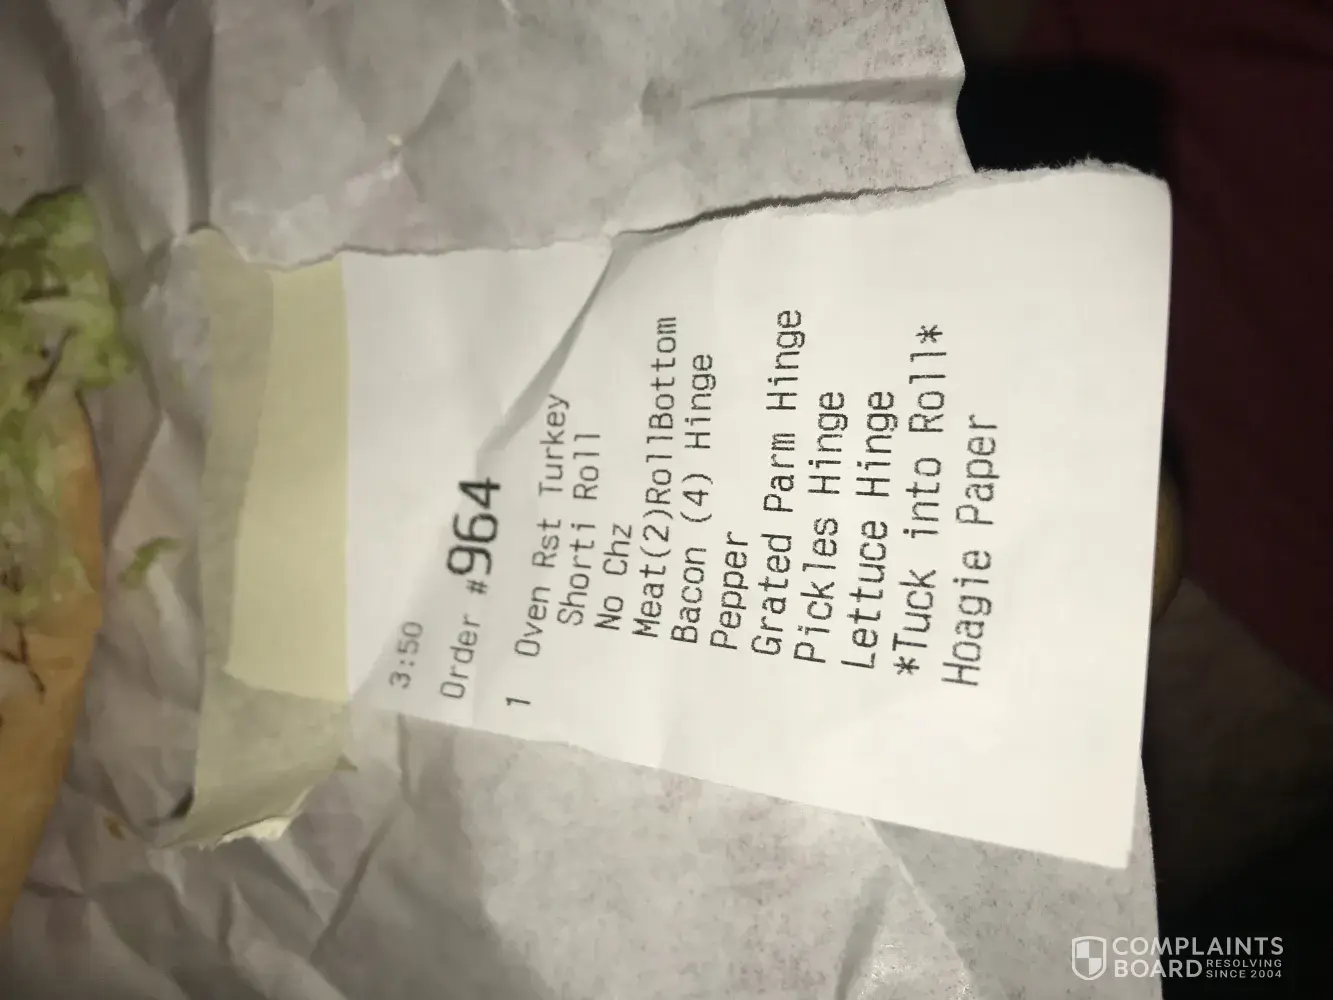 3:50
Order #964
1 Oven Rst Turkey
Shorti Roll
No Chz
Meat(2)RollBottom
Bacon (4) Hinge
Pepper
Grated Parm Hinge
Pickles Hinge
Lettuce Hinge
*Tuck into Roll*
Hoagie Paper
COMPLAINTS
BOARD RESOLVING
SINCE 2004